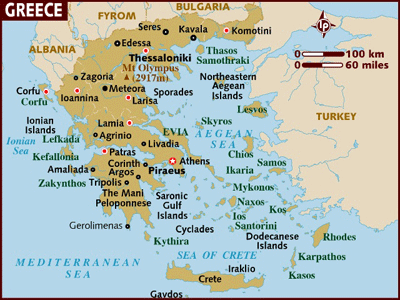 GREECE
BULGARIA
FYROM
ALBANIA
Seres
Kavala
Komotini
Edessa
Thessaloniki
Thasos
Samothraki
Mt Olympus
(2917m)
Zagoria
Meteora
Corfu
Corfu
Ioannina
Larisa
Sporades
Northeastern
Aegean
Islands
LP
100 km
60 miles
Ionian
Islands
Lamia
Skyros
Lesvos
TURKEY
Ionian
Sea
Lefkada
Agrinio
EVIA
AEGEAN
SEA
Livadia
Kefallonia
Patras
Chios
Samos
Amaliada
Corinth
Athens
Piraeus
Ikaria
Zakynthos
Argos
Tripolis
Mykonos
The Mani
Peloponnese
Saronic
Gulf
Islands
Naxos
Ios
Kos
Santorini
Gerolimenas
Cyclades
Dodecanese
Islands
Rhodes
Kythira
MEDITERRANEAN
SEA
SEA OF CRETE
Karpathos
Iraklio
Kasos
Crete
Gavdos